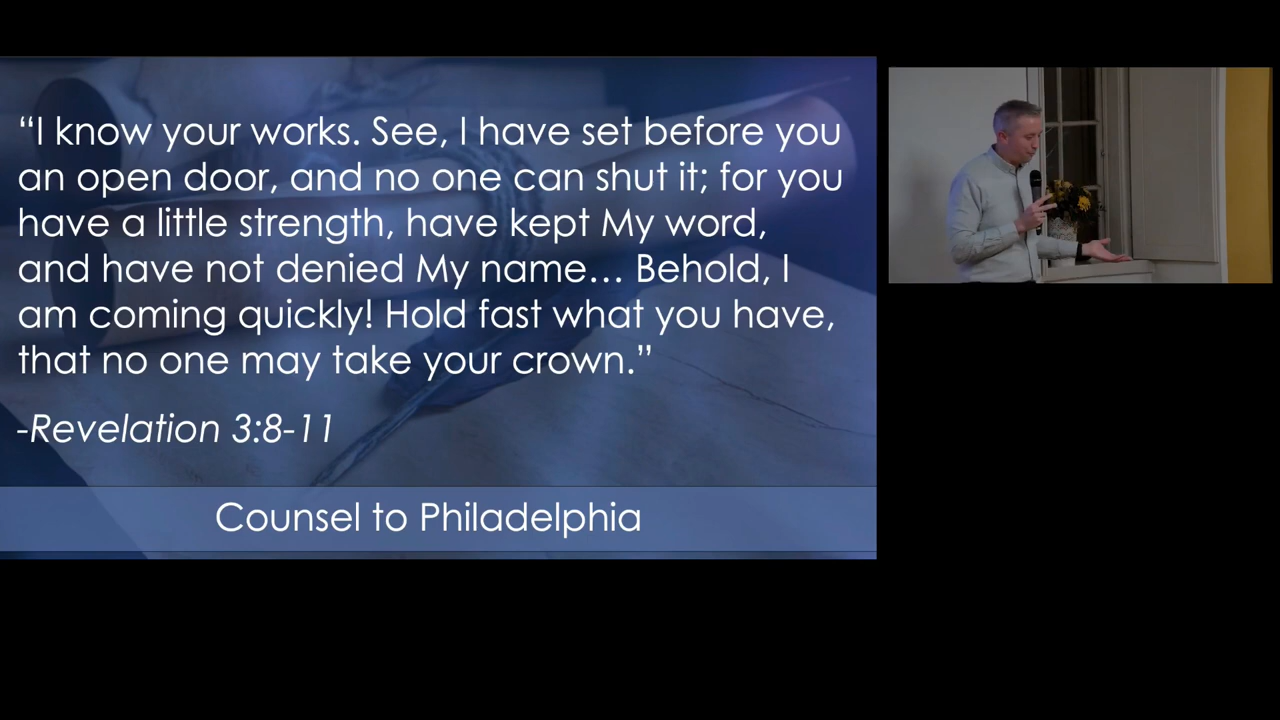 “I know your works. See, I have set before you
an open door, and no one can shut it; for you
have a little strength, have kept My word,
and have not denied My name… Behold, I
am coming quickly! Hold fast what you have,
that no one may take your crown.”
-Revelation 3:8-11
Counsel to Philadelphia